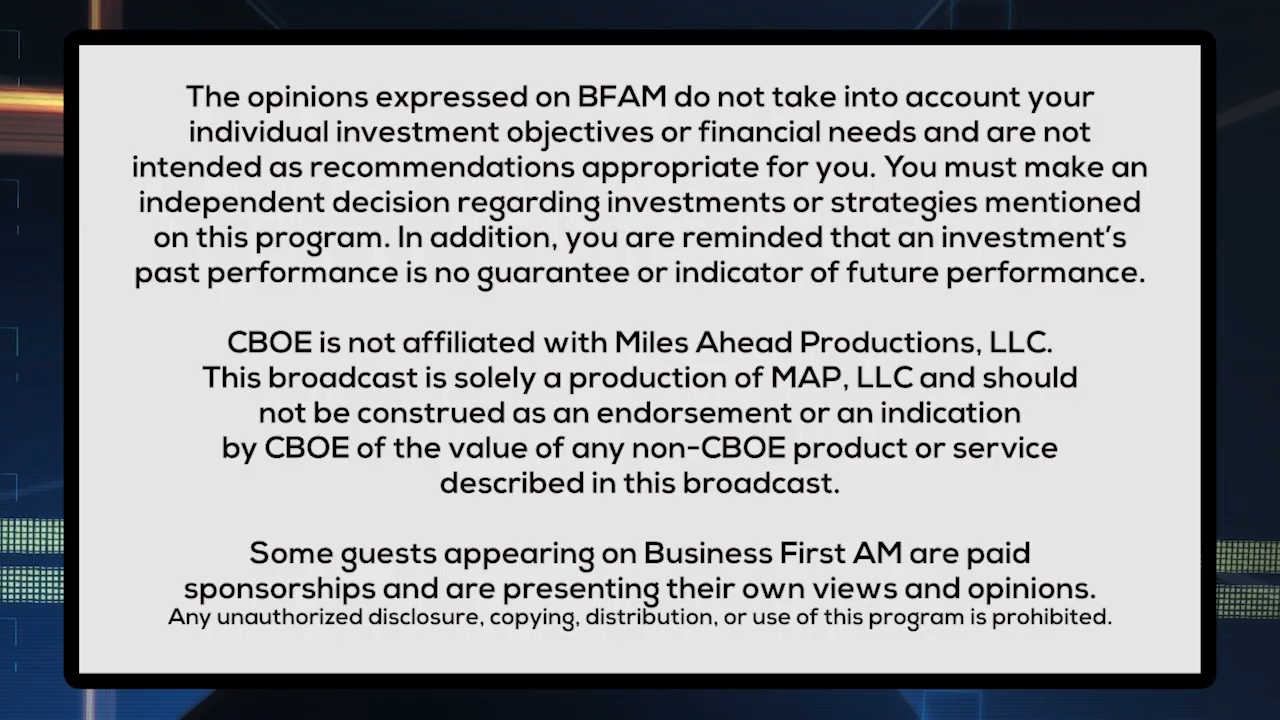 The opinions expressed on BFAM do not take into account your
individual investment objectives or financial needs and are not
intended as recommendations appropriate for you. You must make an
independent decision regarding investments or strategies mentioned
on this program. In addition, you are reminded that an investment's
past performance is no guarantee or indicator of future performance.
CBOE is not affiliated with Miles Ahead Productions, LLC.
This broadcast is solely a production of MAP, LLC and should
not be construed as an endorsement or an indication
by CBOE of the value of any non-CBOE product or service
described in this broadcast.
Some guests appearing on Business First AM are paid
sponsorships and are presenting their own views and opinions.
Any unauthorized disclosure, copying, distribution, or use of this program is prohibited.